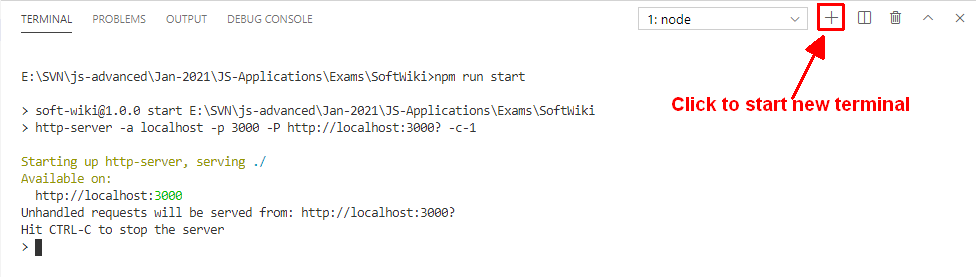 TERMINAL PROBLEMS OUTPUT DEBUG CONSOLE 1: node
E:\SVN\js-advanced\Jan-2021\JS-Applications\Exams\SoftWiki>npm run start
Click to start new terminal
> soft-wiki@1.0.0 start E:\SVN\js-advanced\Jan-2021\JS-Applications\Exams\SoftWiki
> http-server -a localhost -p 3000 -P http://localhost:3000? -c-1
Starting up http-server, serving ./
Available on:
http://localhost:3000
Unhandled requests will be served from: http://localhost:3000?
Hit CTRL-C to stop the server
>